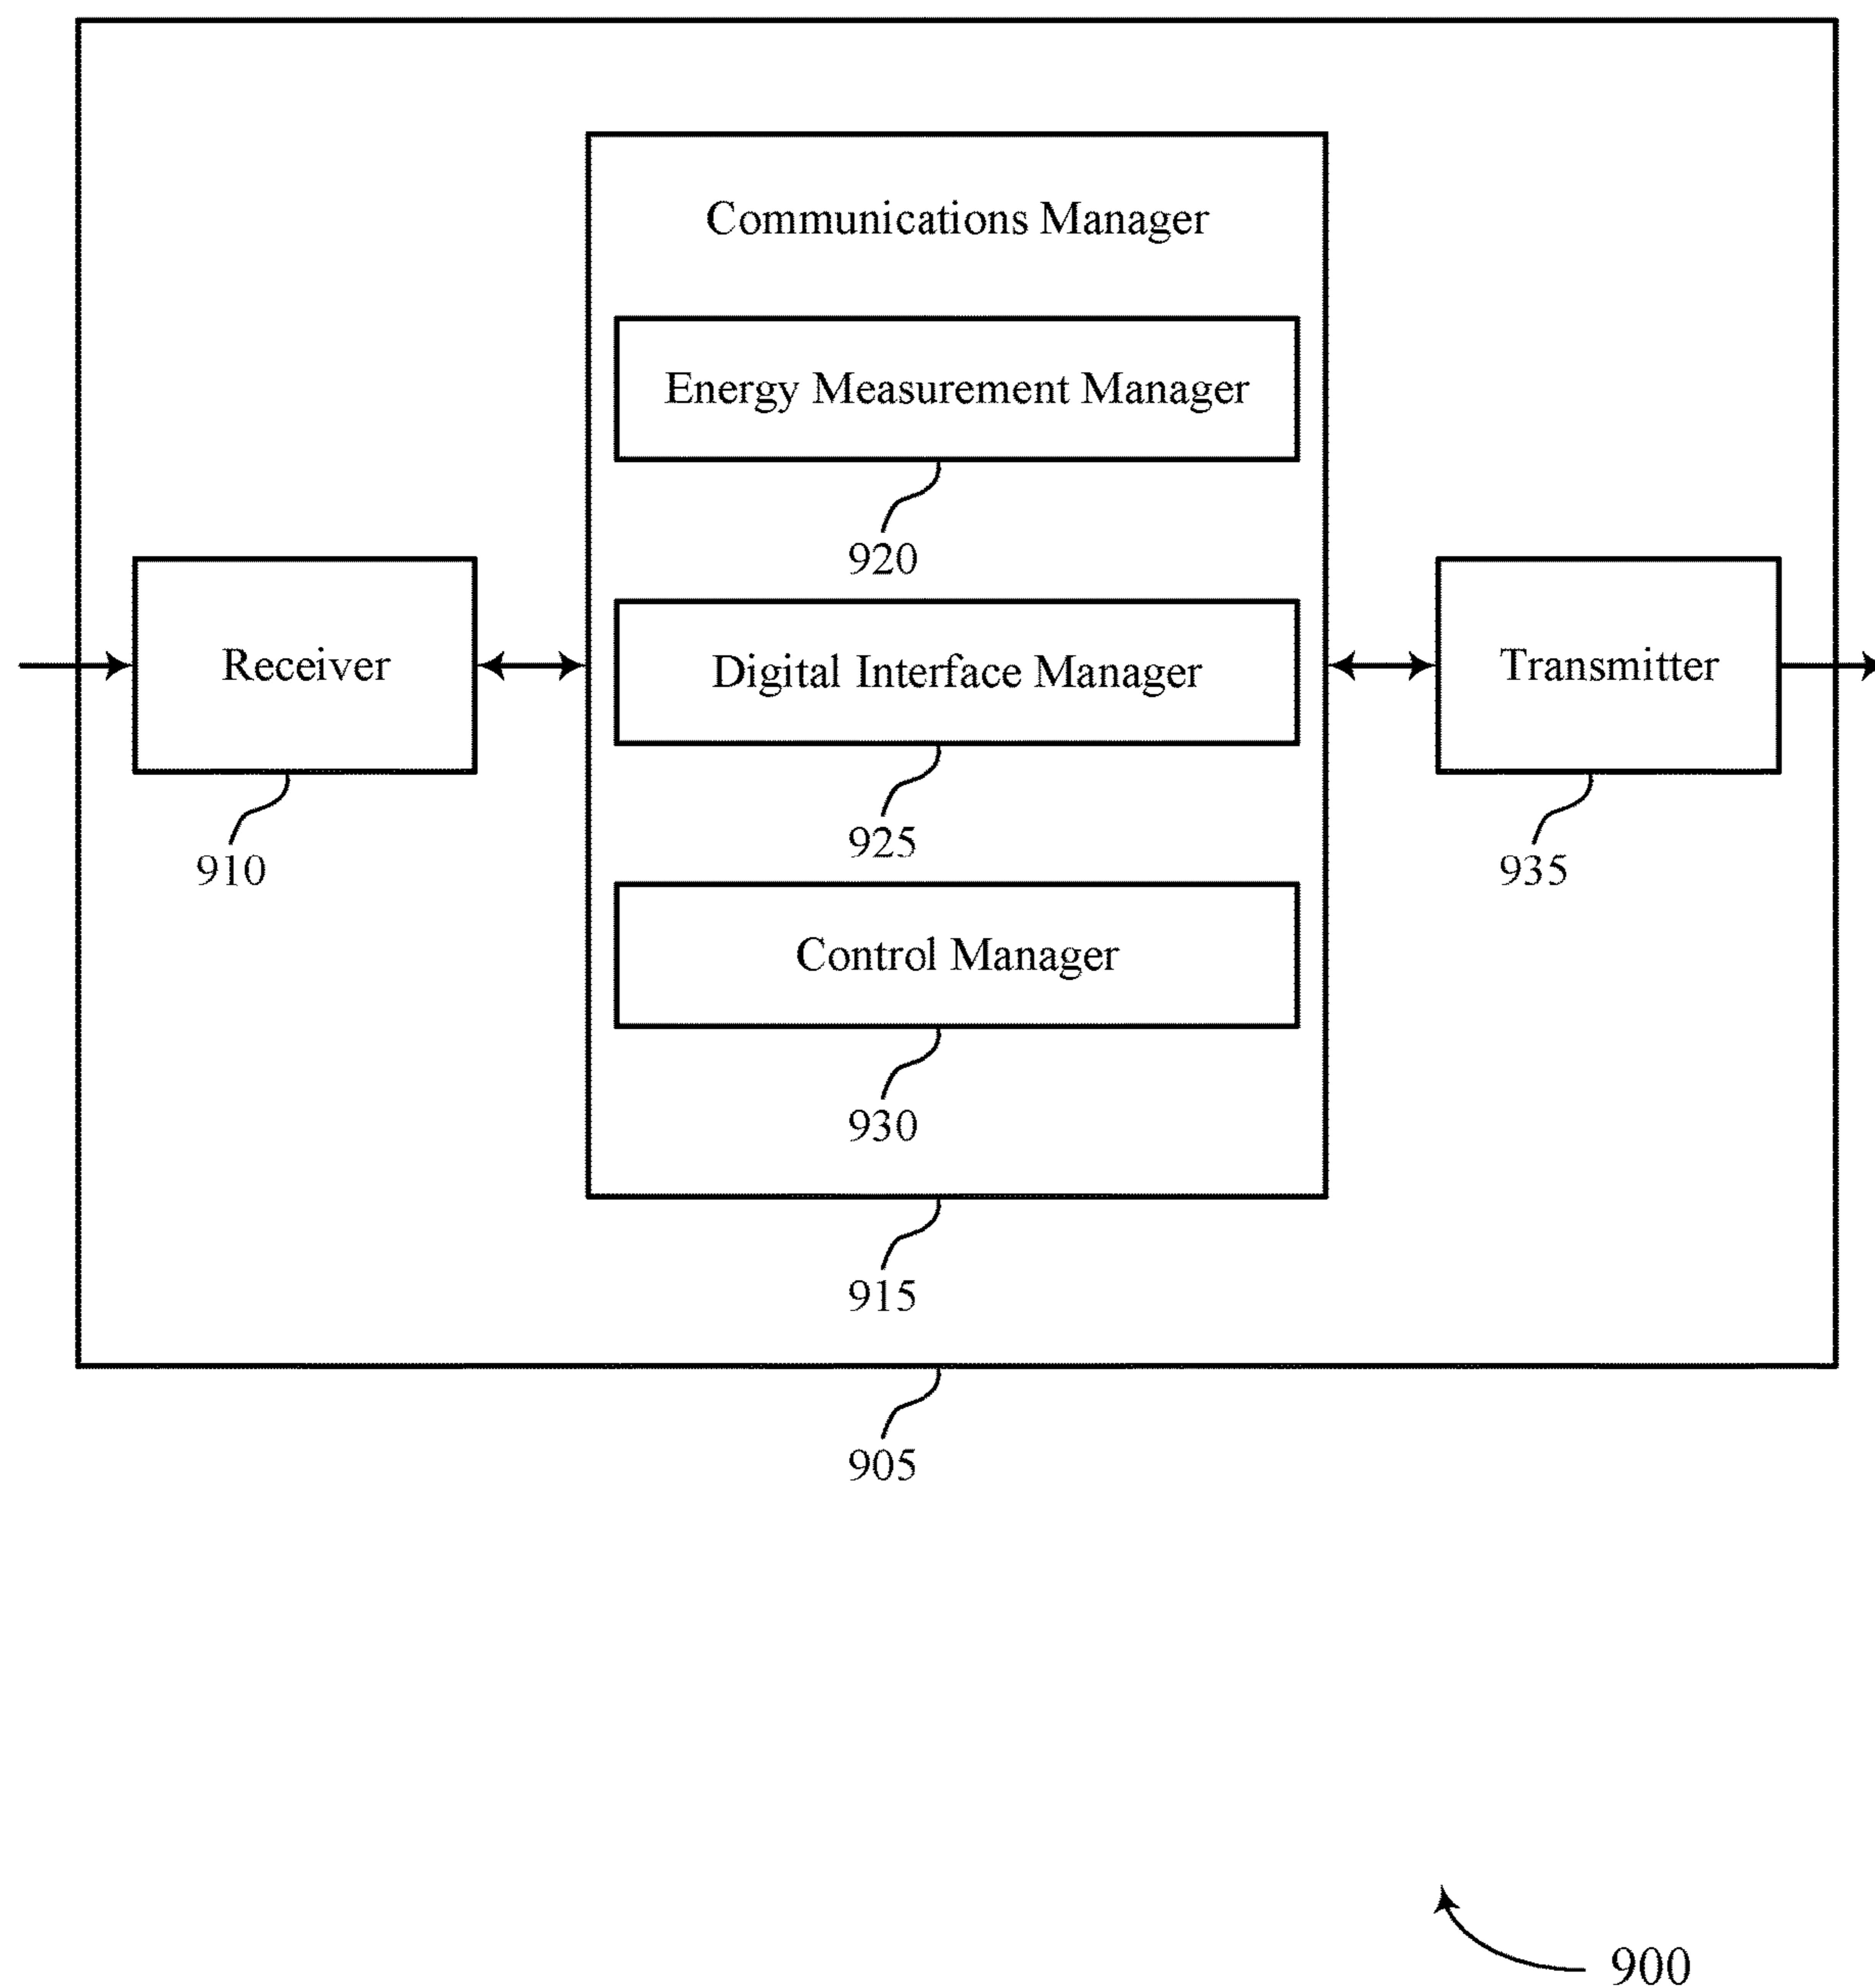 Communications Manager
Energy Measurement Manager
920
Receiver
Digital Interface Manager
Transmitter
910
925
935
Control Manager
930
915
905
900